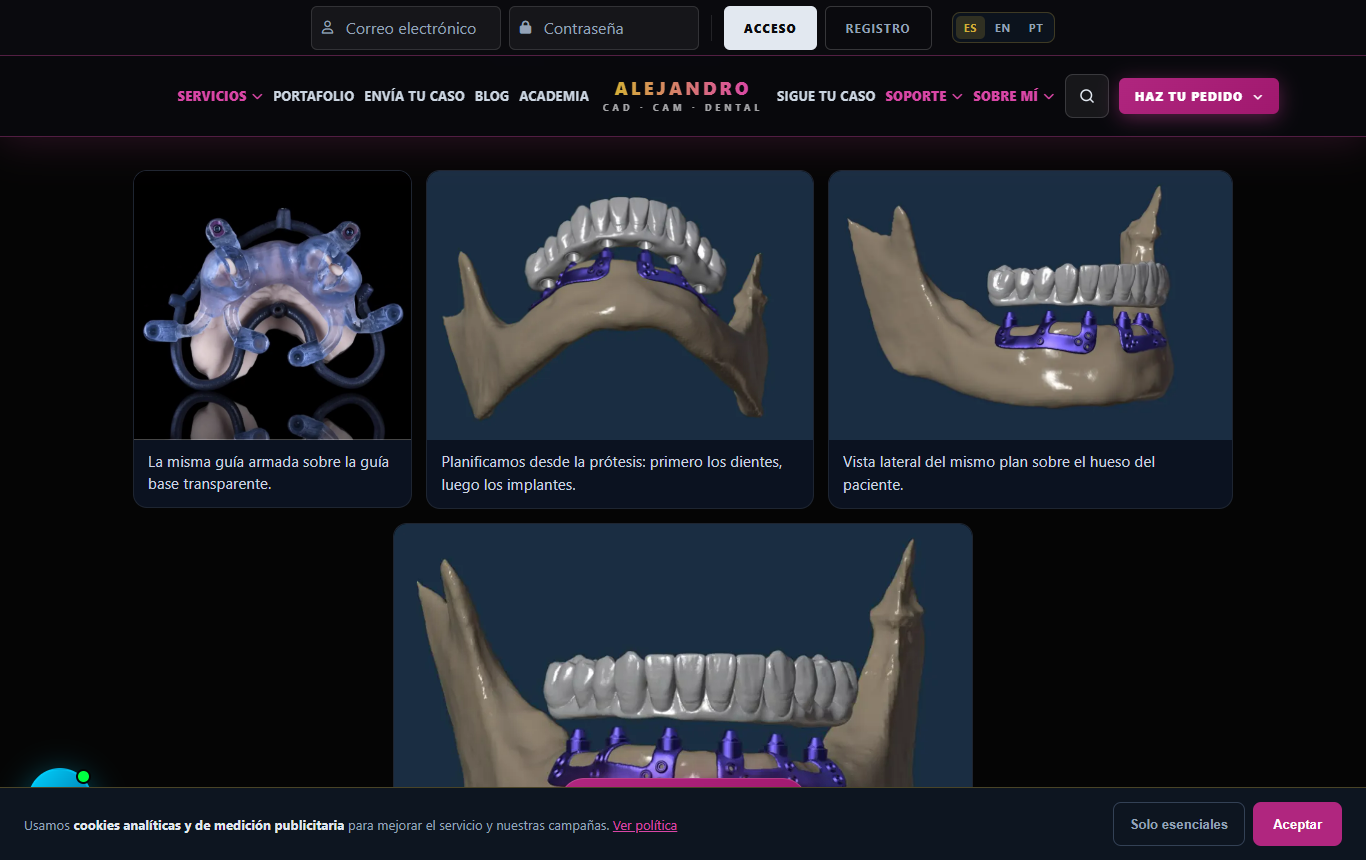 Correo electrónico
Contraseña
ACCESO
REGISTRO
ES EN PT
SERVICIOS
PORTAFOLIO
ENVÍA TU CASO
BLOG
ACADEMIA
ALEJANDRO
CAD · CAM · DENTAL
SIGUE TU CASO
SOPORTE
SOBRE MÍ
HAZ TU PEDIDO
La misma guía armada sobre la guía
base transparente.
Planificamos desde la prótesis: primero los dientes,
luego los implantes.
Vista lateral del mismo plan sobre el hueso del
paciente.
Usamos cookies analíticas y de medición publicitaria para mejorar el servicio y nuestras campañas. Ver política
Solo esenciales
Aceptar